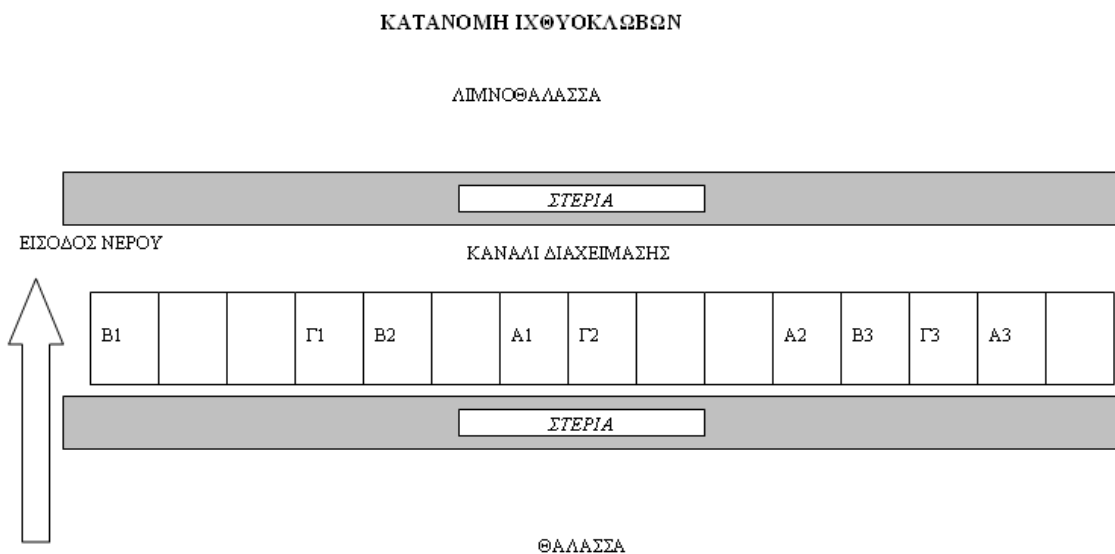 ΚΑΤΑΝΟΜΗ ΙΧΘΥΟΚΛΩΒΩΝ
ΛΙΜΝΟΘΑΛΑΣΣΑ
ΣΤΕΡΙΑ
ΕΙΣΟΔΟΣ ΝΕΡΟΥ
ΚΑΝΑΛΙ ΔΙΑΧΕΙΜΑΣΗΣ
Β1 Γ1 Β2 Α1 Γ2 Α2 Β3 Γ3 Α3
ΣΤΕΡΙΑ
ΘΑΛΑΣΣΑ